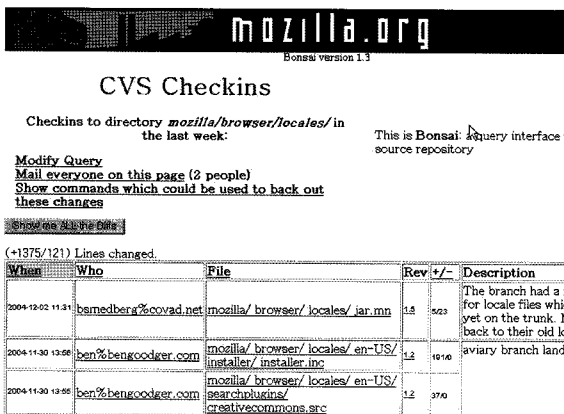 mozilla.org
Bonsai version 1.3
CVS Checkins
Checkins to directory mozilla/browser/locales/ in
the last week:
This is Bonsai: a query interface
source repository
Modify Query
Mail everyone on this page (2 people)
Show commands which could be used to back out
these changes
Show me ALL the Diffs
(+1375/121) Lines changed.
When Who File Rev +/- Description
2004-12-02 11:31 bsmedberg%covad.net mozilla/ browser/ locales/ jar.mn 1.5 5/23
The branch had a
for locale files whi
yet on the trunk.
back to their old l
2004-11-30 13:56 ben%bengoodger.com mozilla/ browser/ locales/ en-US/
installer/ installer.inc 1.2 191/0 aviary branch land
2004-11-30 13:56 ben%bengoodger.com mozilla/ browser/ locales/ en-US/
searchplugins/
creativecommons.src 1.2 37/0